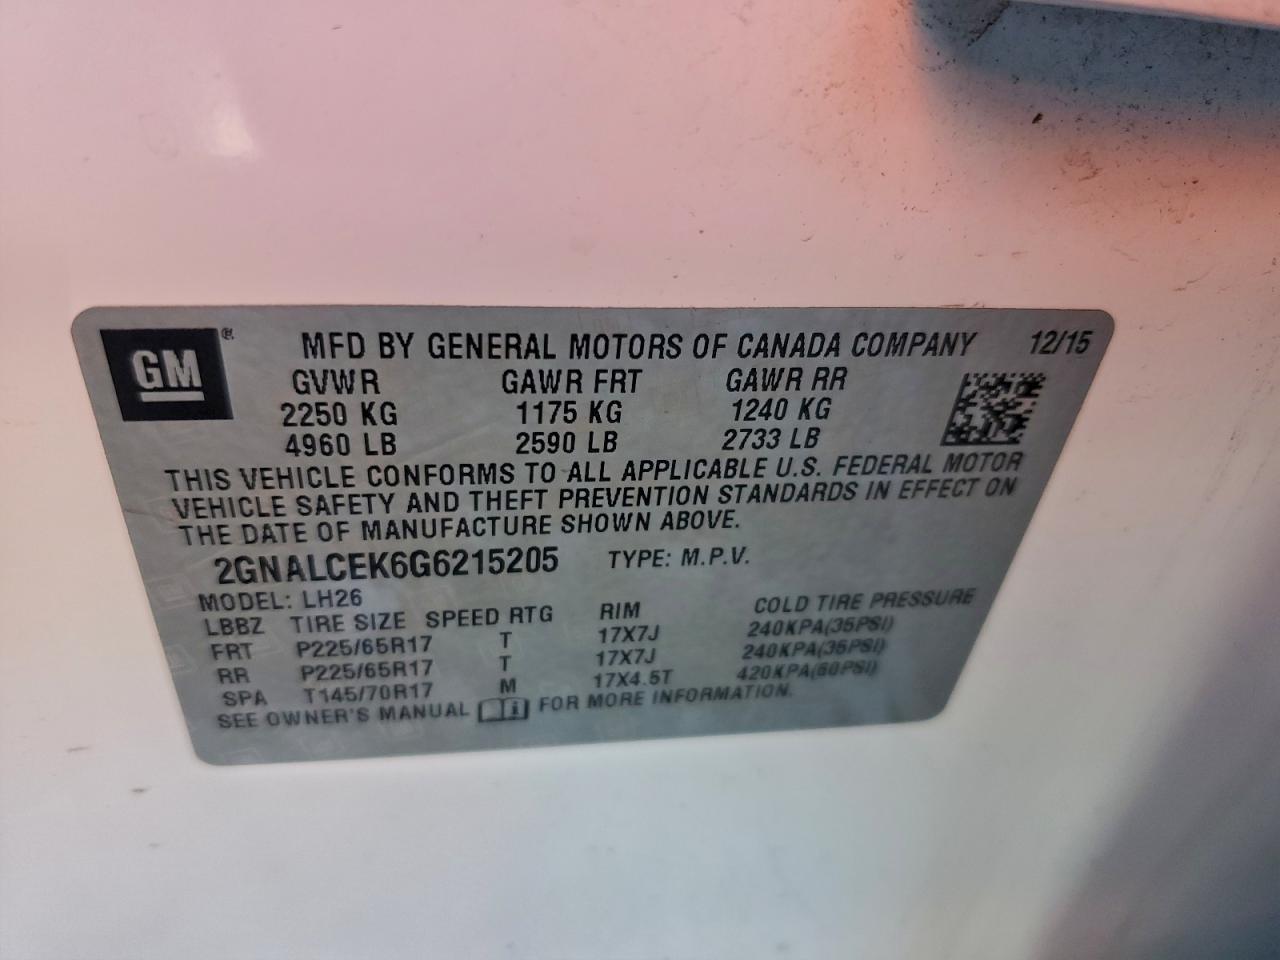 GM ®
MFD BY GENERAL MOTORS OF CANADA COMPANY 12/15
GVWR GAWR FRT GAWR RR
2250 KG 1175 KG 1240 KG
4960 LB 2590 LB 2733 LB
THIS VEHICLE CONFORMS TO ALL APPLICABLE U.S. FEDERAL MOTOR
VEHICLE SAFETY AND THEFT PREVENTION STANDARDS IN EFFECT ON
THE DATE OF MANUFACTURE SHOWN ABOVE.
2GNALCEK6G6215205 TYPE: M.P.V.
MODEL: LH26
LBBZ TIRE SIZE SPEED RTG RIM COLD TIRE PRESSURE
FRT P225/65R17 T 17X7J 240KPA(35PSI)
RR P225/65R17 T 17X7J 240KPA(35PSI)
SPA T145/70R17 M 17X4.5T 420KPA(60PSI)
SEE OWNER'S MANUAL FOR MORE INFORMATION.